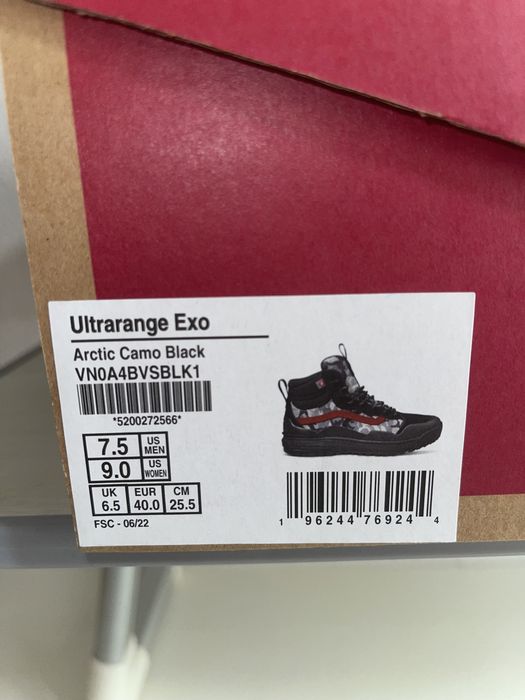 Ultrarange Exo
Arctic Camo Black
VN0A4BVSBLK1
*5200272566*
7.5 US MEN
9.0 US WOMEN
UK EUR CM
6.5 40.0 25.5
FSC - 06/22
1 96244 76924 4